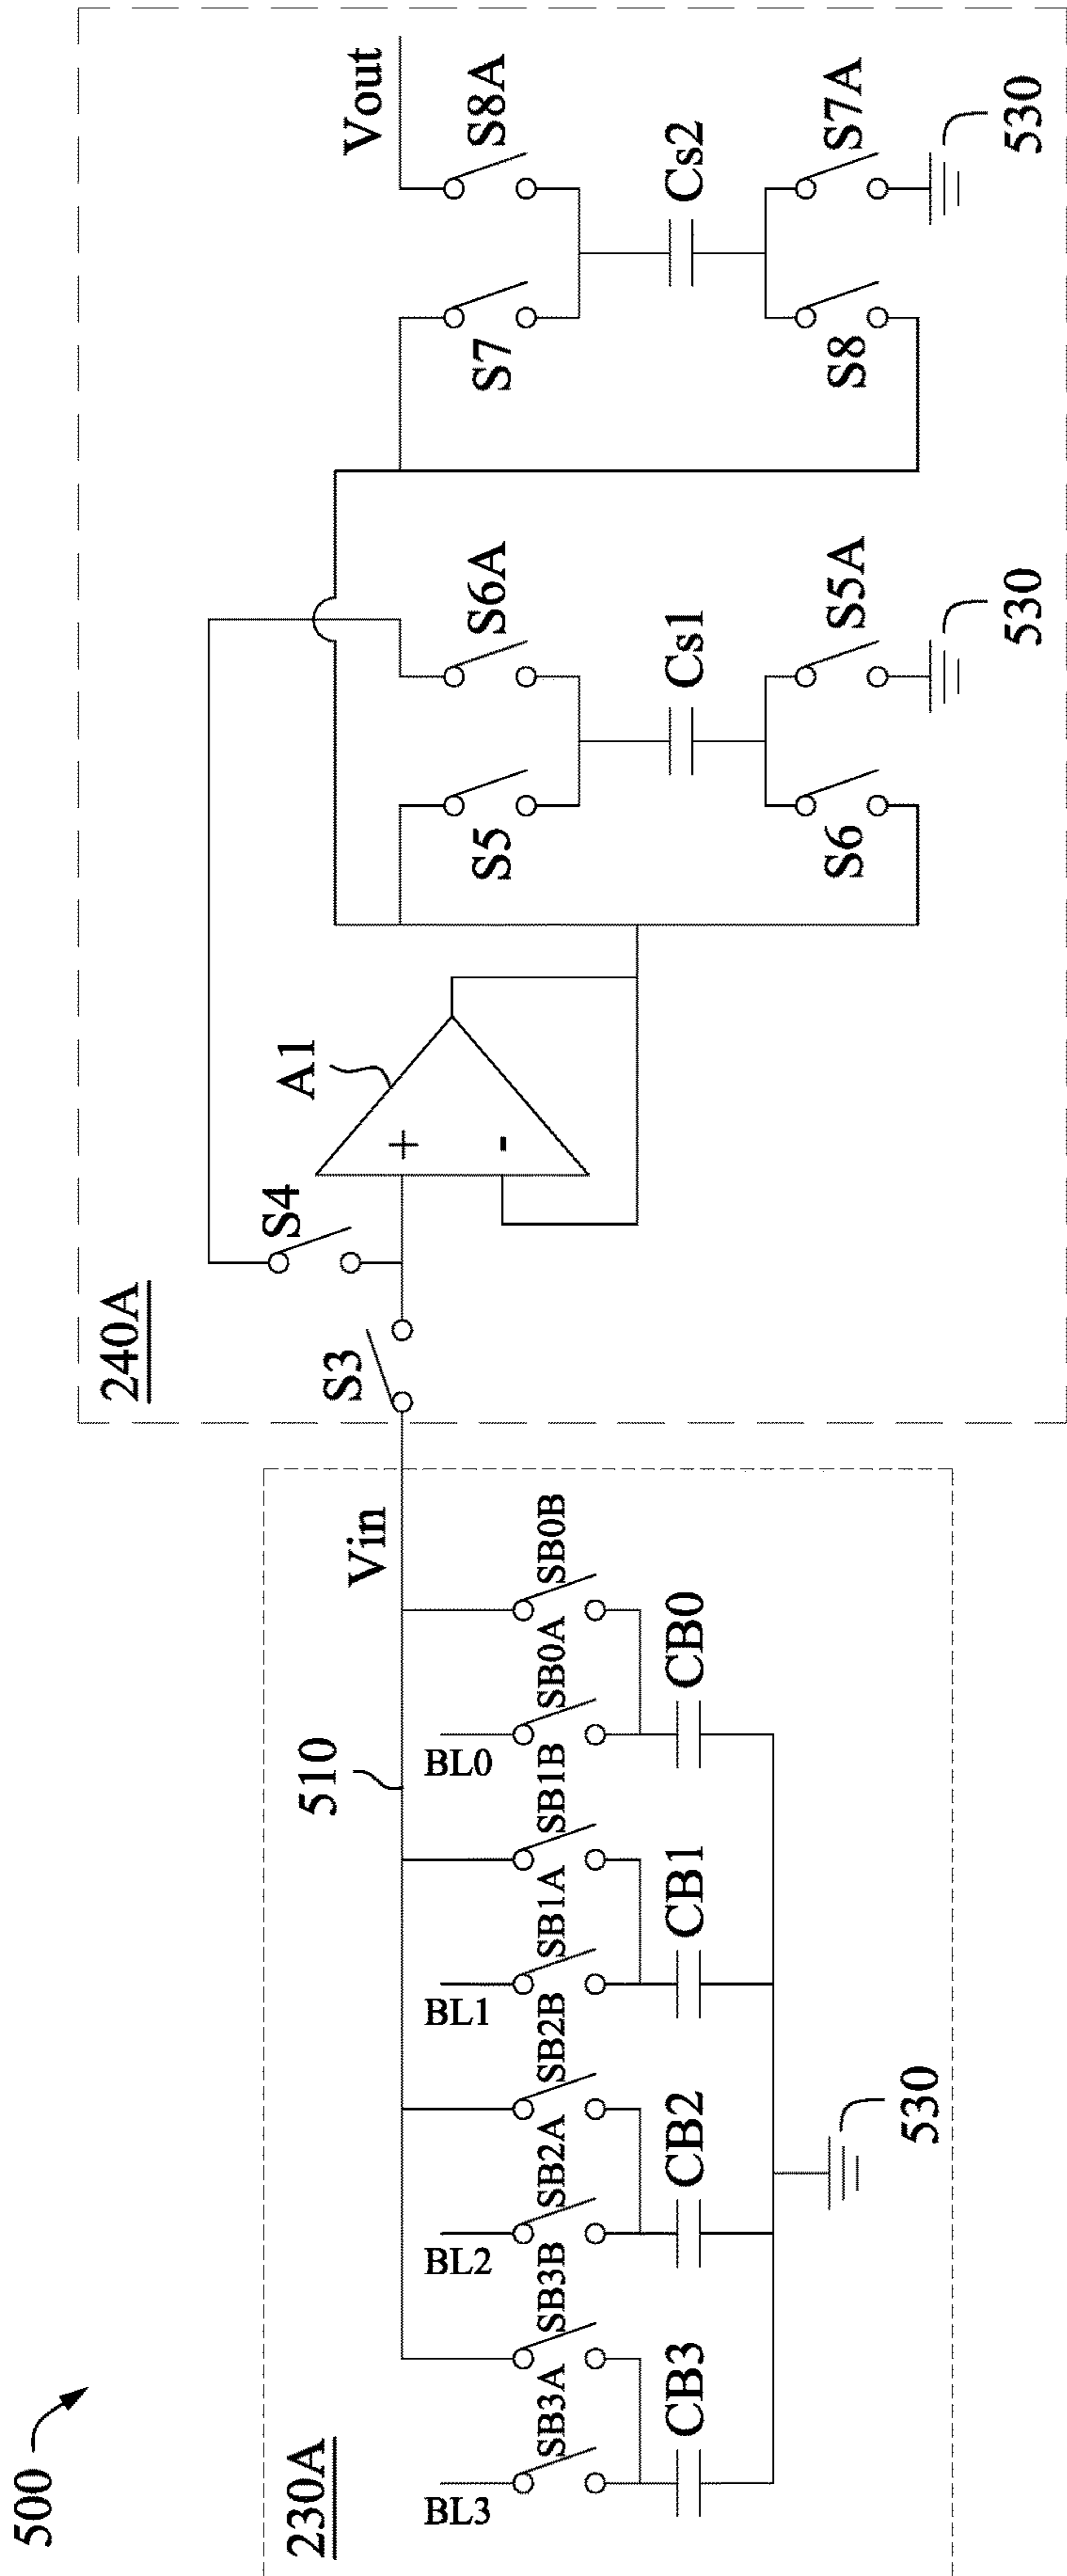 500
230A
240A
510
Vin
BL3
SB3A
SB3B
CB3
BL2
SB2A
SB2B
CB2
BL1
SB1A
SB1B
CB1
BL0
SB0A
SB0B
CB0
530
S3
S4
A1
+
-
S5
S6A
Cs1
S6
S5A
530
S7
S8A
Vout
Cs2
S8
S7A
530